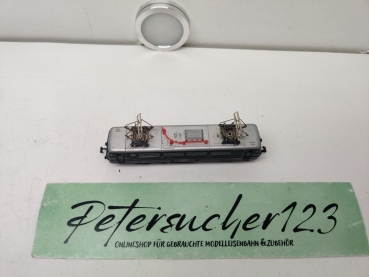 Petersucher123
ONLINESHOP FÜR GEBRAUCHTE MODELLEISENBAHN & ZUBEHÖR